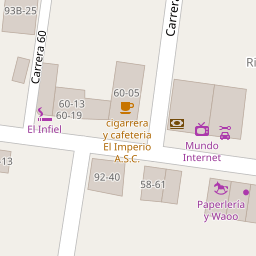 93B-25
Carrera 60
Carrera
Ri
60-05
60-13
60-19
El Infiel
cigarrera
y cafeteria
El Imperio
A.S.C.
Mundo
Internet
-13
92-40
58-61
Papelería
y Waoo